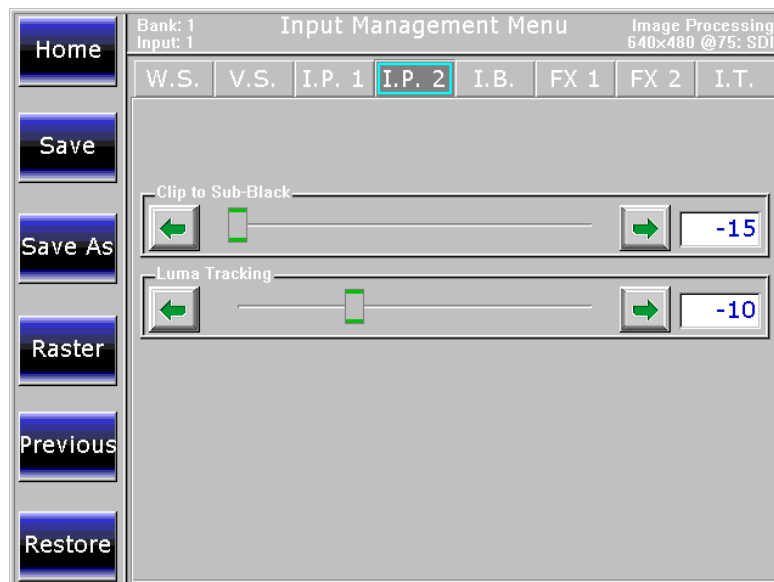 Home
Save
Save As
Raster
Previous
Restore
Bank: 1
Input: 1
Input Management Menu
Image Processing
640x480 @75: SDI
W.S. V.S. I.P. 1 I.P. 2 I.B. FX 1 FX 2 I.T.
Clip to Sub-Black
-15
Luma Tracking
-10